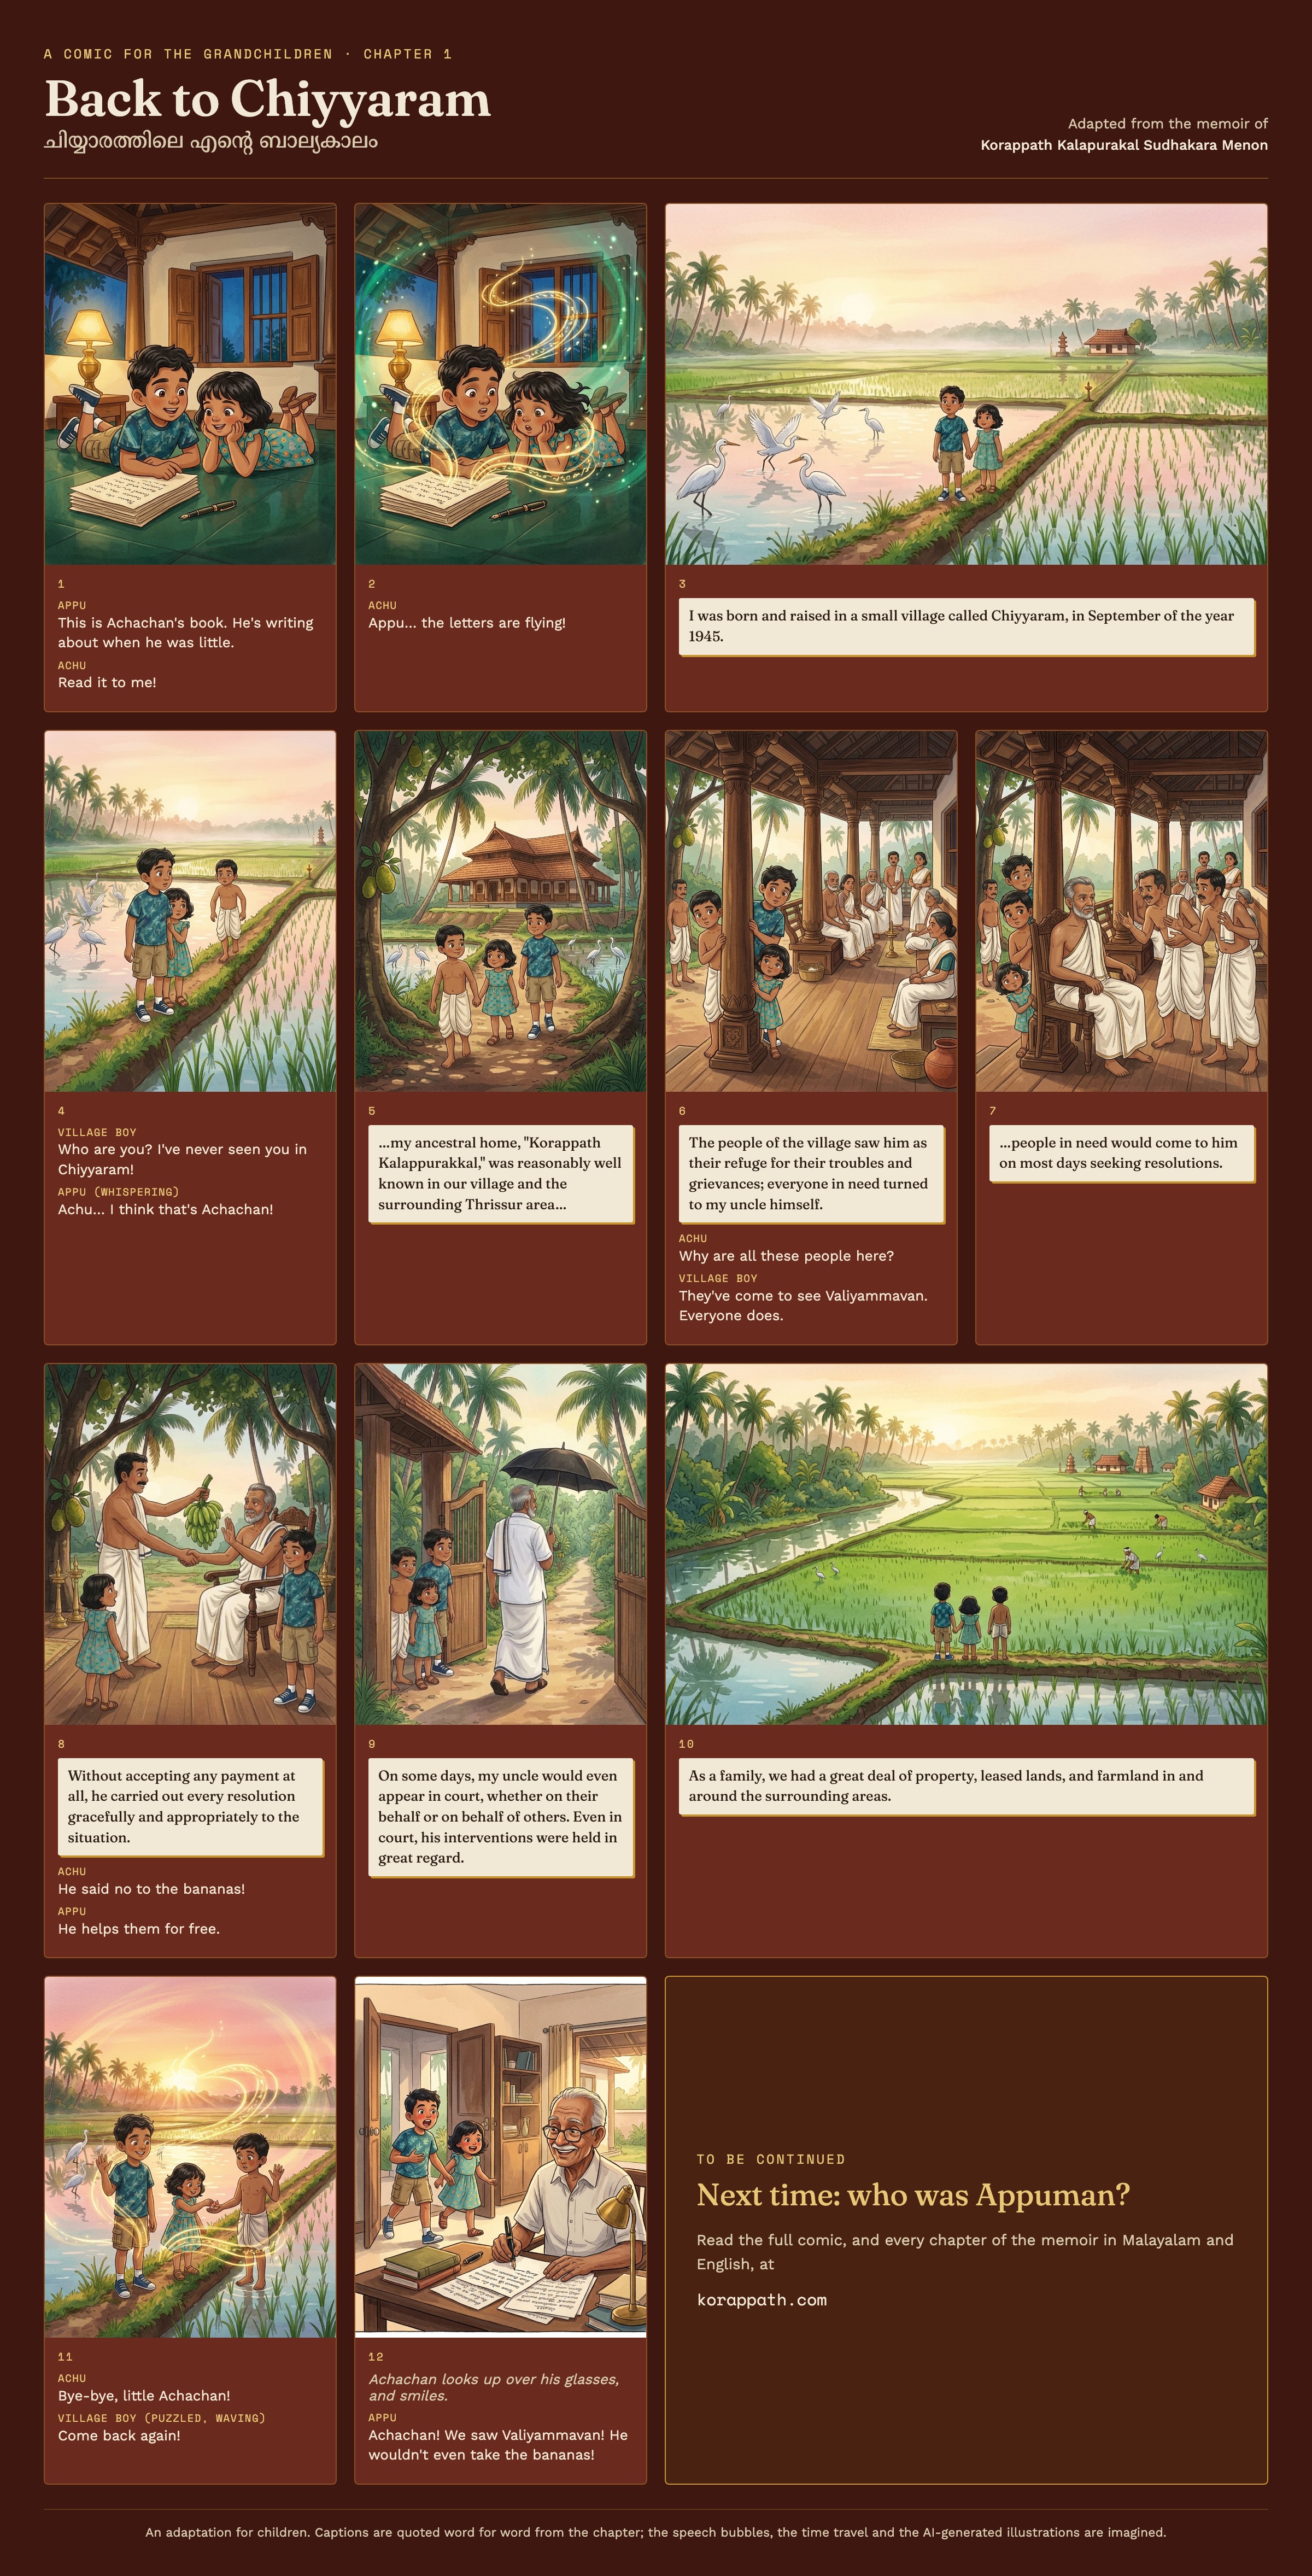 A COMIC FOR THE GRANDCHILDREN · CHAPTER 1
Back to Chiyyaram
ചിയ്യാരത്തിലെ എന്റെ ബാല്യകാലം
Adapted from the memoir of
Korappath Kalapurakal Sudhakara Menon
1
APPU
This is Achachan's book. He's writing
about when he was little.
ACHU
Read it to me!
2
ACHU
Appu... the letters are flying!
3
I was born and raised in a small village called Chiyyaram, in September of the year
1945.
4
VILLAGE BOY
Who are you? I've never seen you in
Chiyyaram!
APPU (WHISPERING)
Achu... I think that's Achachan!
5
...my ancestral home, "Korappath
Kalappurakkal," was reasonably well
known in our village and the
surrounding Thrissur area...
6
The people of the village saw him as
their refuge for their troubles and
grievances; everyone in need turned
to my uncle himself.
ACHU
Why are all these people here?
VILLAGE BOY
They've come to see Valiyammavan.
Everyone does.
7
...people in need would come to him
on most days seeking resolutions.
8
Without accepting any payment at
all, he carried out every resolution
gracefully and appropriately to the
situation.
ACHU
He said no to the bananas!
APPU
He helps them for free.
9
On some days, my uncle would even
appear in court, whether on their
behalf or on behalf of others. Even in
court, his interventions were held in
great regard.
10
As a family, we had a great deal of property, leased lands, and farmland in and
around the surrounding areas.
11
ACHU
Bye-bye, little Achachan!
VILLAGE BOY (PUZZLED, WAVING)
Come back again!
12
Achachan looks up over his glasses,
and smiles.
APPU
Achachan! We saw Valiyammavan! He
wouldn't even take the bananas!
TO BE CONTINUED
Next time: who was Appuman?
Read the full comic, and every chapter of the memoir in Malayalam and
English, at
korappath.com
An adaptation for children. Captions are quoted word for word from the chapter; the speech bubbles, the time travel and the AI-generated illustrations are imagined.